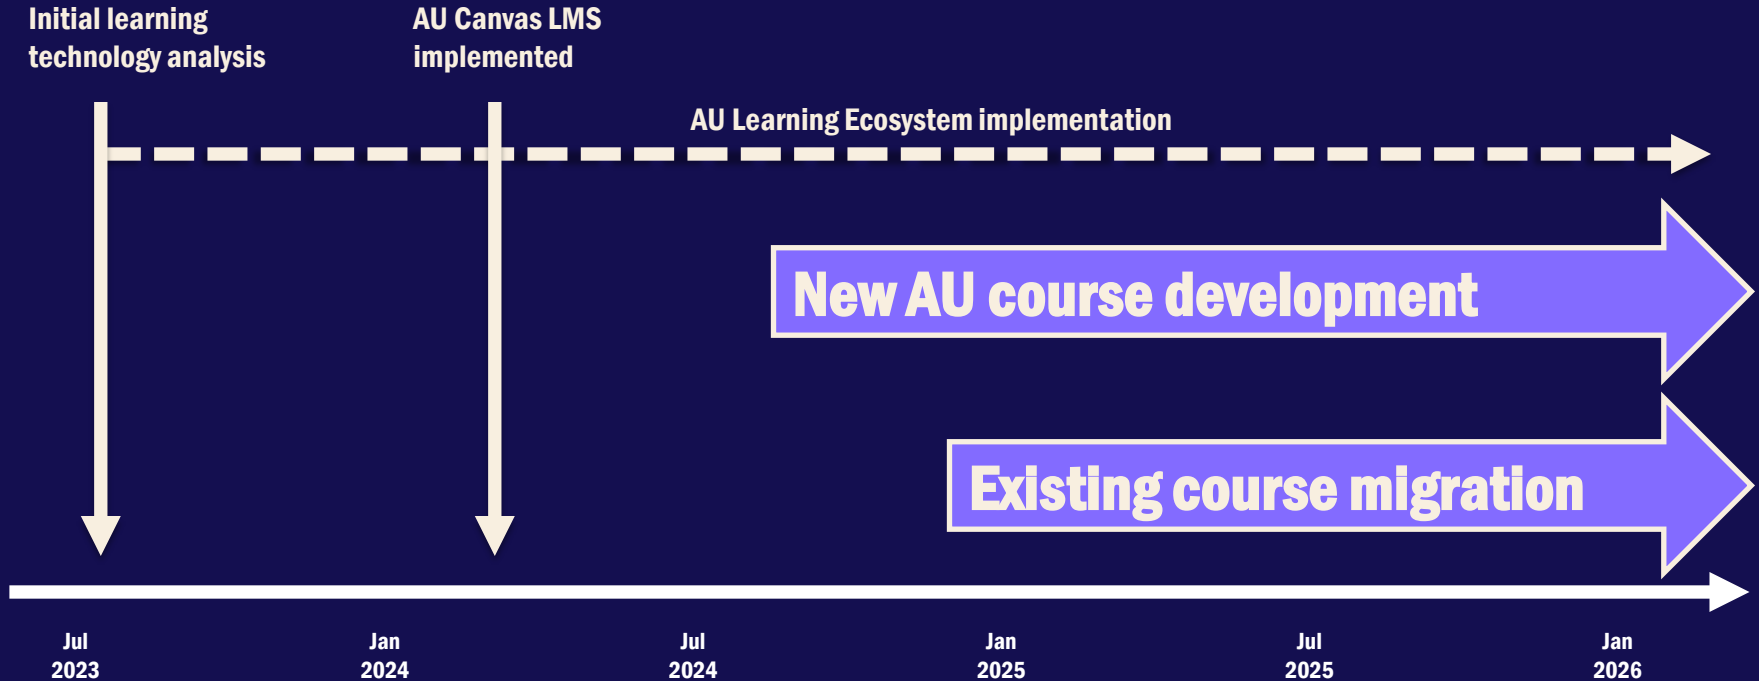 Initial learning
technology analysis
AU Canvas LMS
implemented
AU Learning Ecosystem implementation
New AU course development
Existing course migration
Jul
2023
Jan
2024
Jul
2024
Jan
2025
Jul
2025
Jan
2026